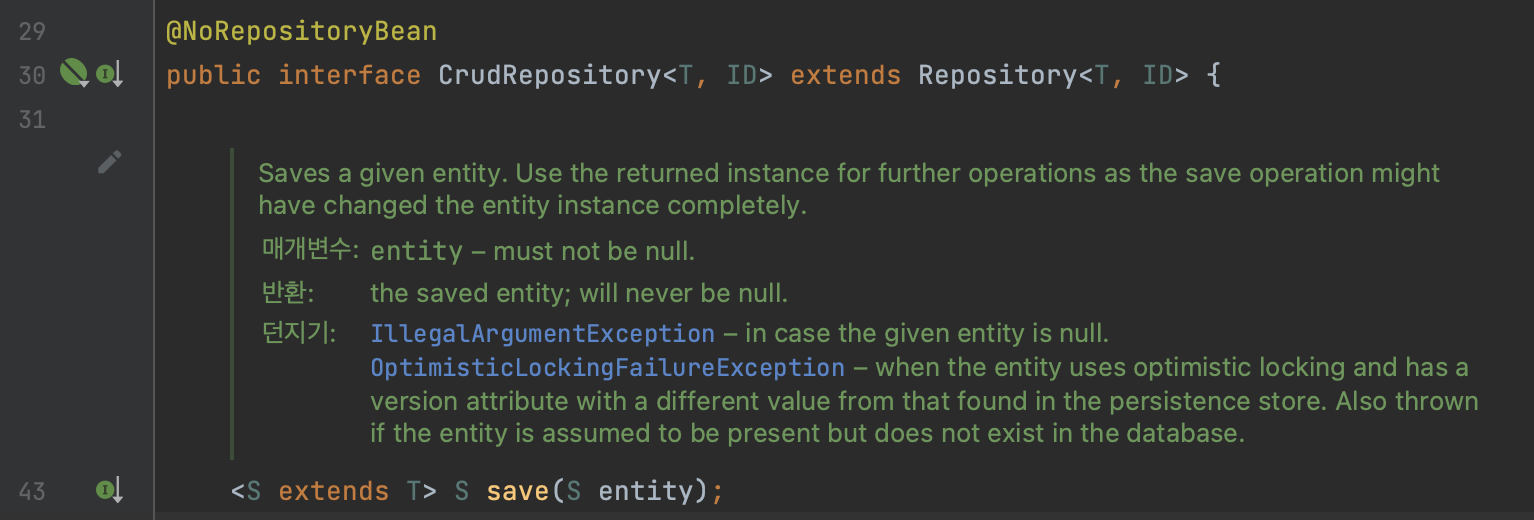 29 @NoRepositoryBean
30 public interface CrudRepository<T, ID> extends Repository<T, ID> {
31
Saves a given entity. Use the returned instance for further operations as the save operation might
have changed the entity instance completely.
매개변수: entity – must not be null.
반환: the saved entity; will never be null.
던지기: IllegalArgumentException – in case the given entity is null.
OptimisticLockingFailureException – when the entity uses optimistic locking and has a
version attribute with a different value from that found in the persistence store. Also thrown
if the entity is assumed to be present but does not exist in the database.
43 <S extends T> S save(S entity);